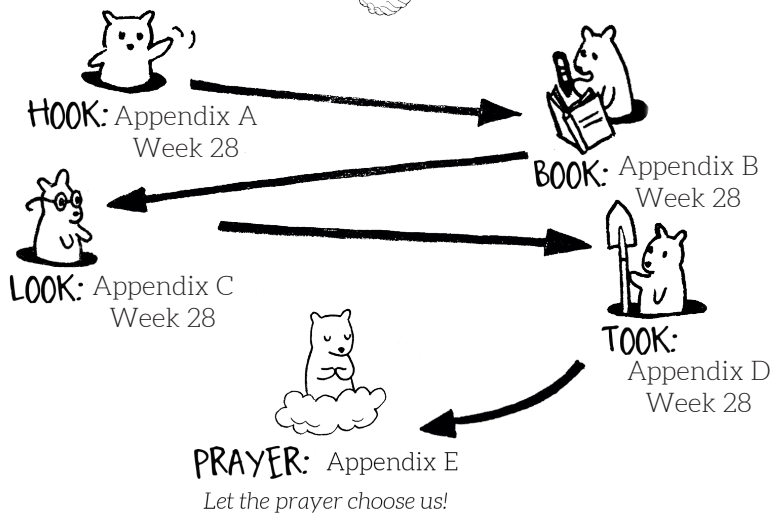 HOOK: Appendix A
Week 28
BOOK: Appendix B
Week 28
LOOK: Appendix C
Week 28
TOOK:
Appendix D
Week 28
PRAYER: Appendix E
Let the prayer choose us!